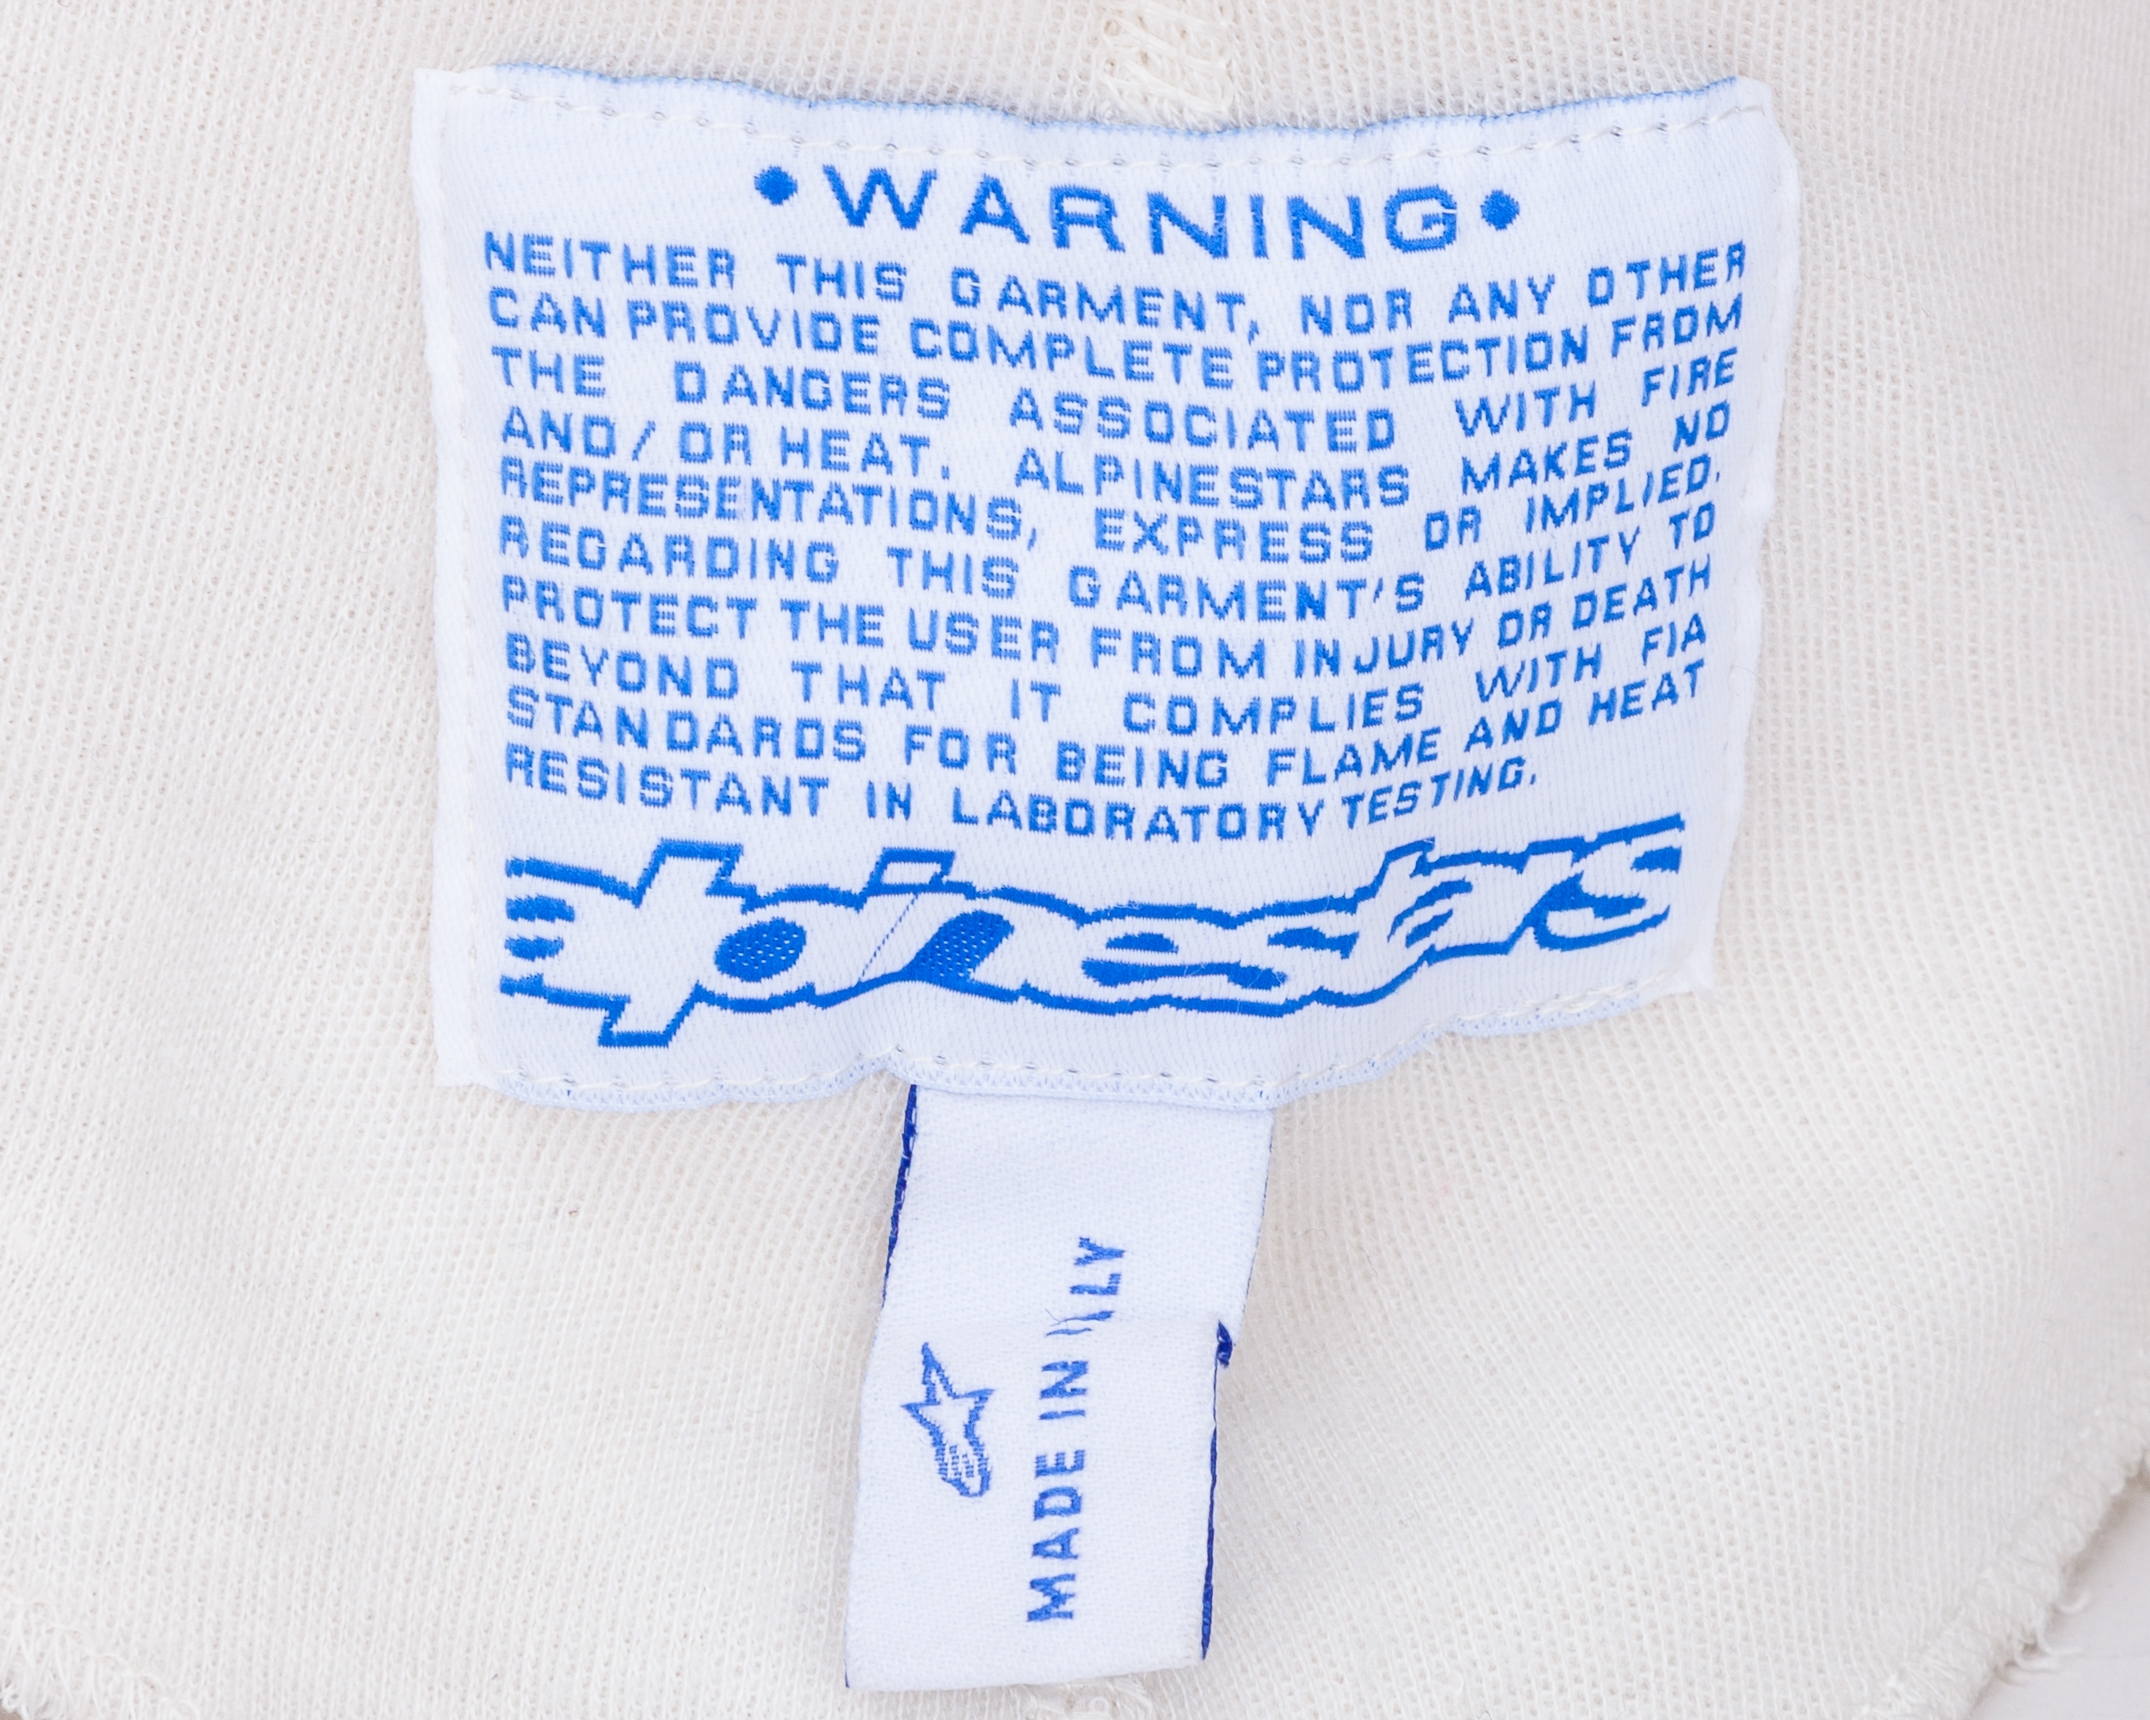 •WARNING•
NEITHER THIS GARMENT, NOR ANY OTHER
CAN PROVIDE COMPLETE PROTECTION FROM
THE DANGERS ASSOCIATED WITH FIRE
AND/OR HEAT. ALPINESTARS MAKES NO
REPRESENTATIONS, EXPRESS OR IMPLIED,
REGARDING THIS GARMENT'S ABILITY TO
PROTECT THE USER FROM INJURY OR DEATH
BEYOND THAT IT COMPLIES WITH FIA
STANDARDS FOR BEING FLAME AND HEAT
RESISTANT IN LABORATORY TESTING.
MADE IN